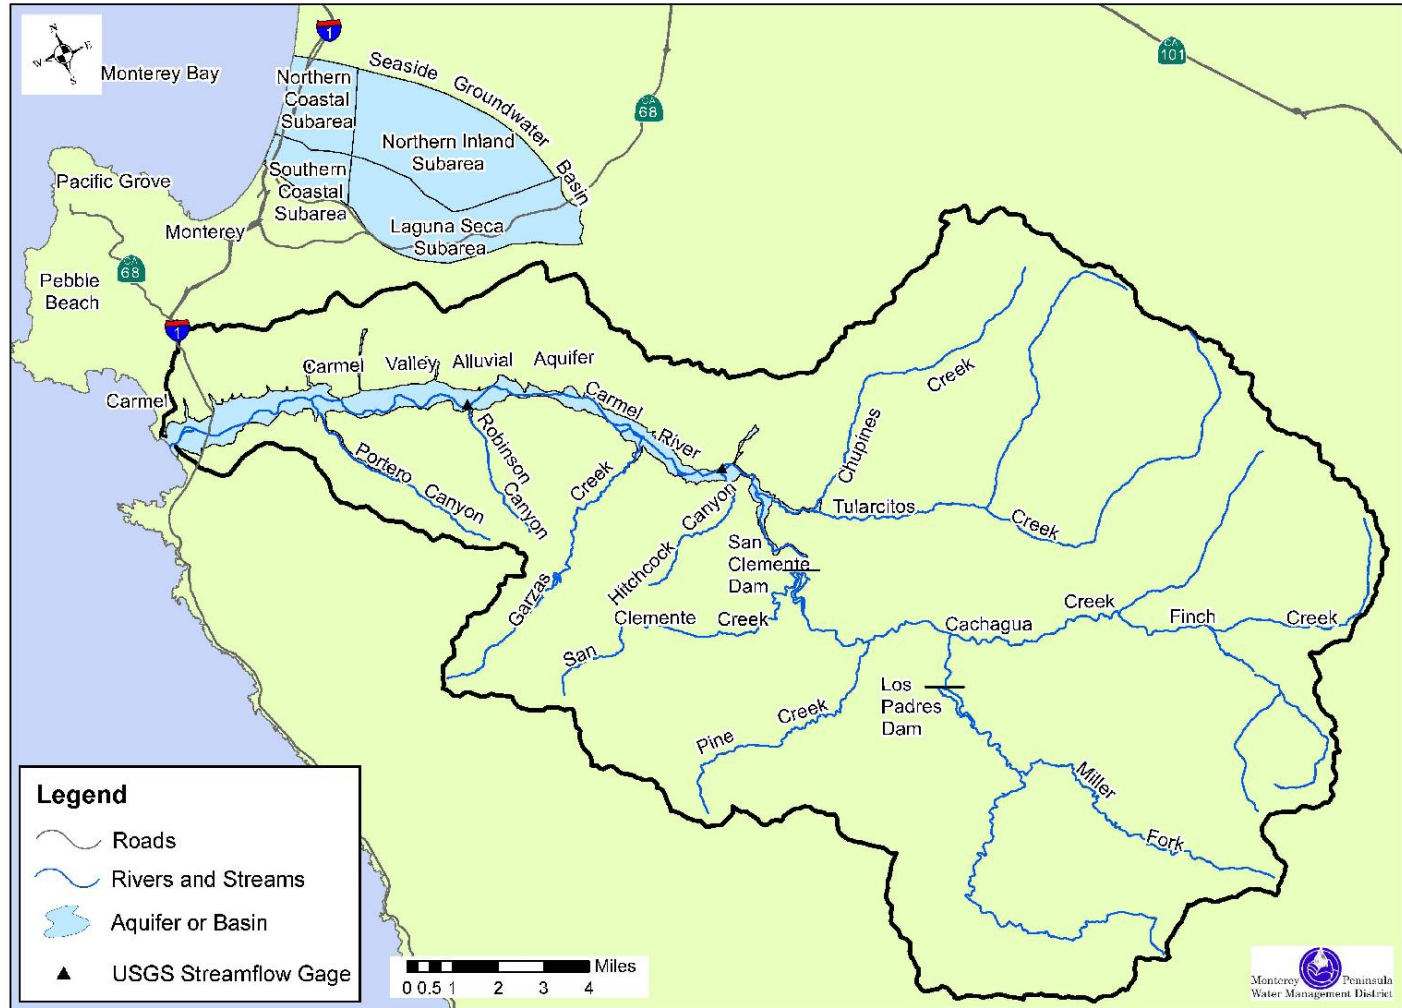 N
E
W
S
Monterey Bay
1
CA
68
CA
101
Seaside Groundwater Basin
Northern
Coastal
Subarea
Northern Inland
Subarea
Southern
Coastal
Subarea
Laguna Seca
Subarea
Pacific Grove
Monterey
CA
68
Pebble
Beach
1
Carmel
Carmel Valley Alluvial Aquifer
Carmel River
Portero Canyon
Robinson Canyon
Garzas Creek
Hitchcock Canyon
Chupines Creek
Tularcitos Creek
San
Clemente
Dam
San Clemente Creek
Cachagua Creek
Finch Creek
Pine Creek
Los
Padres
Dam
Miller Fork
Legend
Roads
Rivers and Streams
Aquifer or Basin
USGS Streamflow Gage
Miles
0 0.5 1 2 3 4
Monterey Peninsula
Water Management District